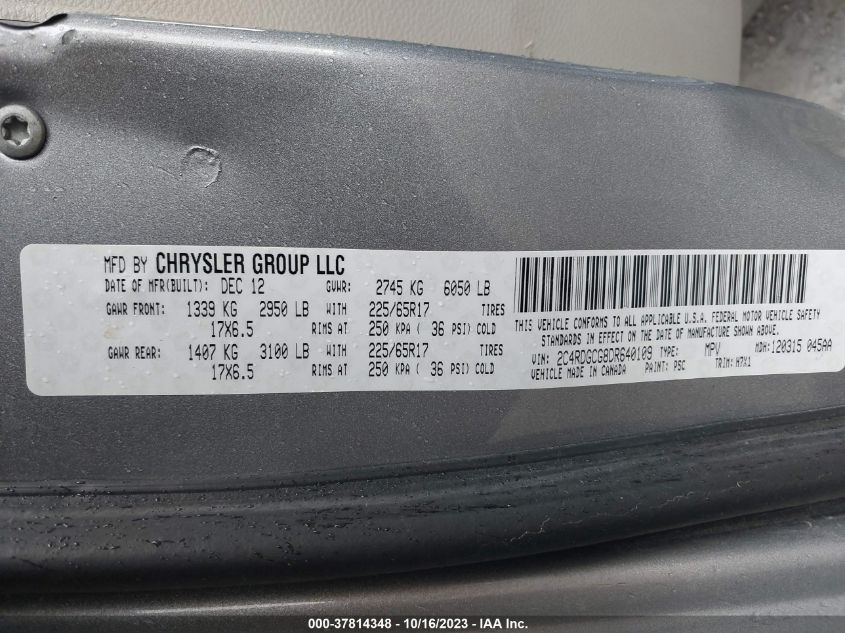 MFD BY CHRYSLER GROUP LLC
DATE OF MFR(BUILT): DEC 12 GVWR: 2745 KG 6050 LB
GAWR FRONT: 1339 KG 2950 LB WITH 225/65R17 TIRES
17X6.5 RIMS AT 250 KPA ( 36 PSI) COLD
GAWR REAR: 1407 KG 3100 LB WITH 225/65R17 TIRES
17X6.5 RIMS AT 250 KPA ( 36 PSI) COLD
THIS VEHICLE CONFORMS TO ALL APPLICABLE U.S.A. FEDERAL MOTOR VEHICLE SAFETY
STANDARDS IN EFFECT ON THE DATE OF MANUFACTURE SHOWN ABOVE.
VIN: 2C4RDGCG8DR640109 TYPE: MPV MDH: 120315 045AA
VEHICLE MADE IN CANADA PAINT: PSC TRIM: H7X1
000-37814348 - 10/16/2023 - IAA Inc.